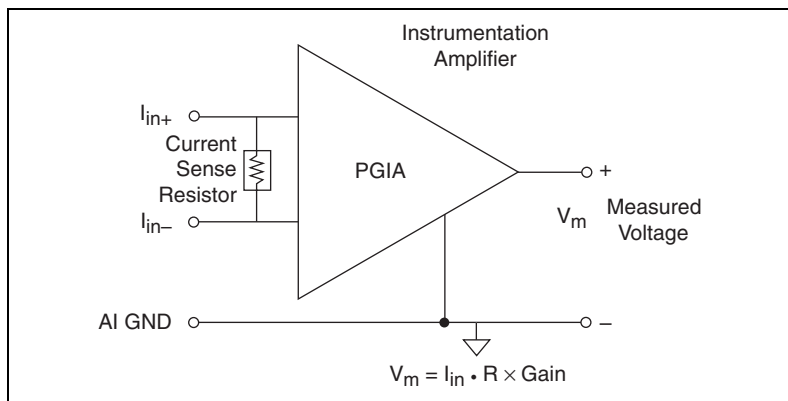 Instrumentation
Amplifier
Iin+
Current
Sense
Resistor
PGIA
+
Vm
Measured
Voltage
Iin–
AI GND
–
Vm = Iin • R × Gain